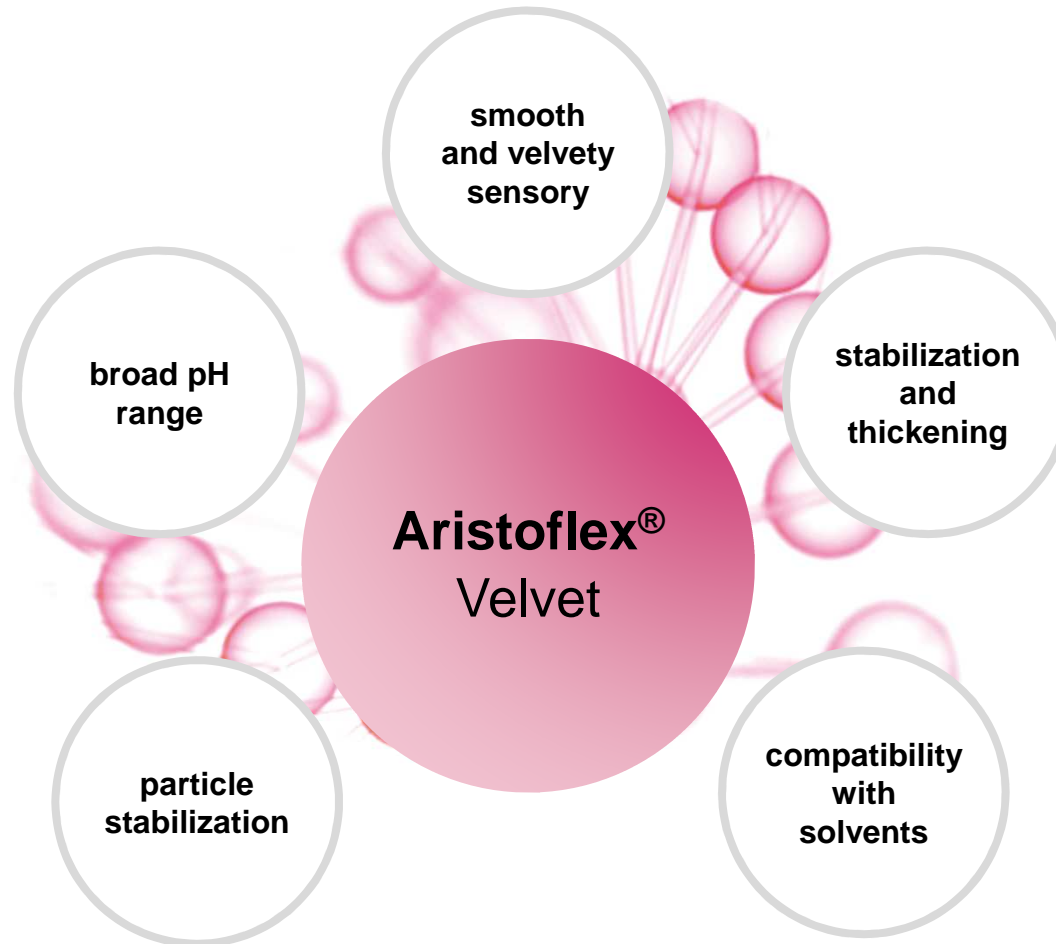 smooth
and velvety
sensory
broad pH
range
stabilization
and
thickening
Aristoflex®
Velvet
particle
stabilization
compatibility
with
solvents